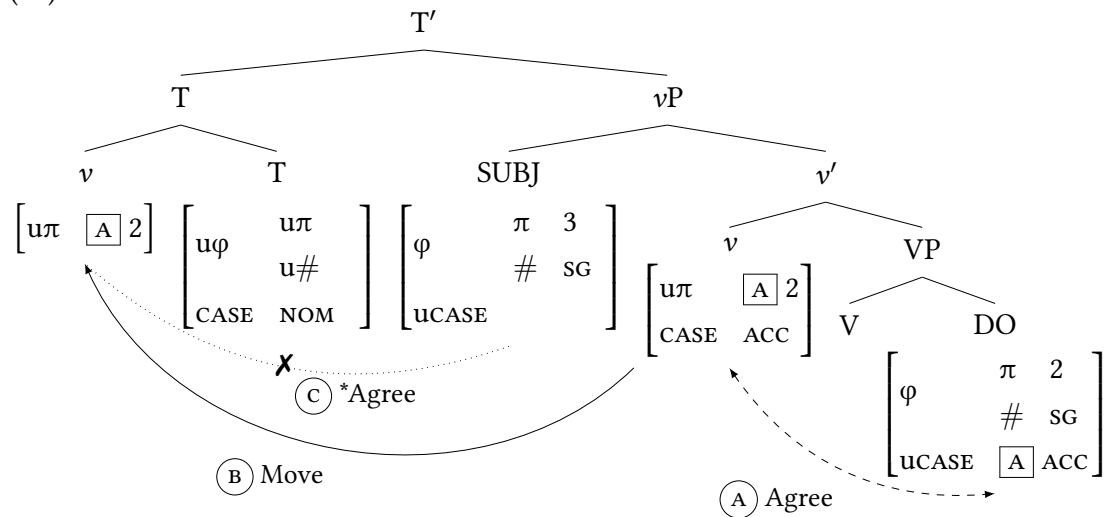 T′
T vP
v T SUBJ v′
[uπ A 2] uφ uπ φ π 3 v VP
u# # SG
CASE NOM uCASE uπ A 2 V DO
CASE ACC
✗ φ π 2
C *Agree # SG
uCASE A ACC
B Move A Agree